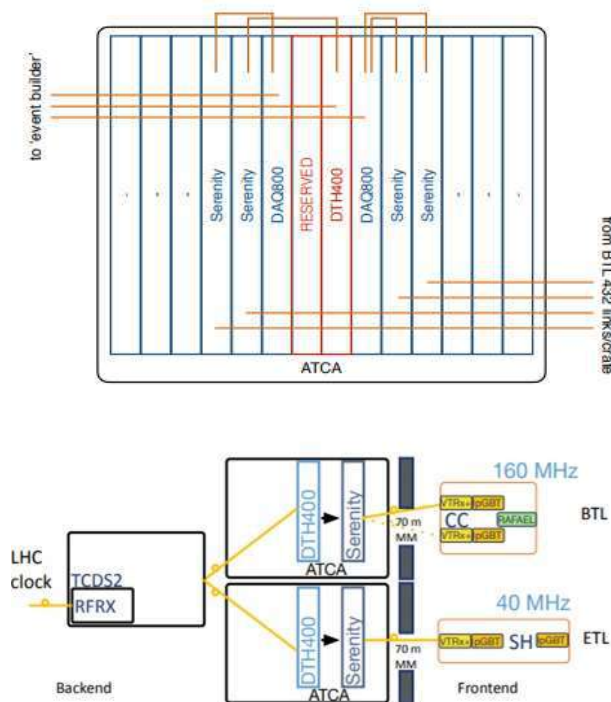 to 'event builder'
Serenity
Serenity
DAQ800
RESERVED
DTH400
DAQ800
Serenity
Serenity
from BTL 432 links/crate
ATCA
160 MHz
DTH400
Serenity
VTRx+ lpGBT
CC
RAFAEL
VTRx+ lpGBT
BTL
70 m
MM
ATCA
LHC
clock
TCDS2
RFRX
40 MHz
DTH400
Serenity
VTRx+ lpGBT
SH
lpGBT
ETL
70 m
MM
Backend
ATCA
Frontend